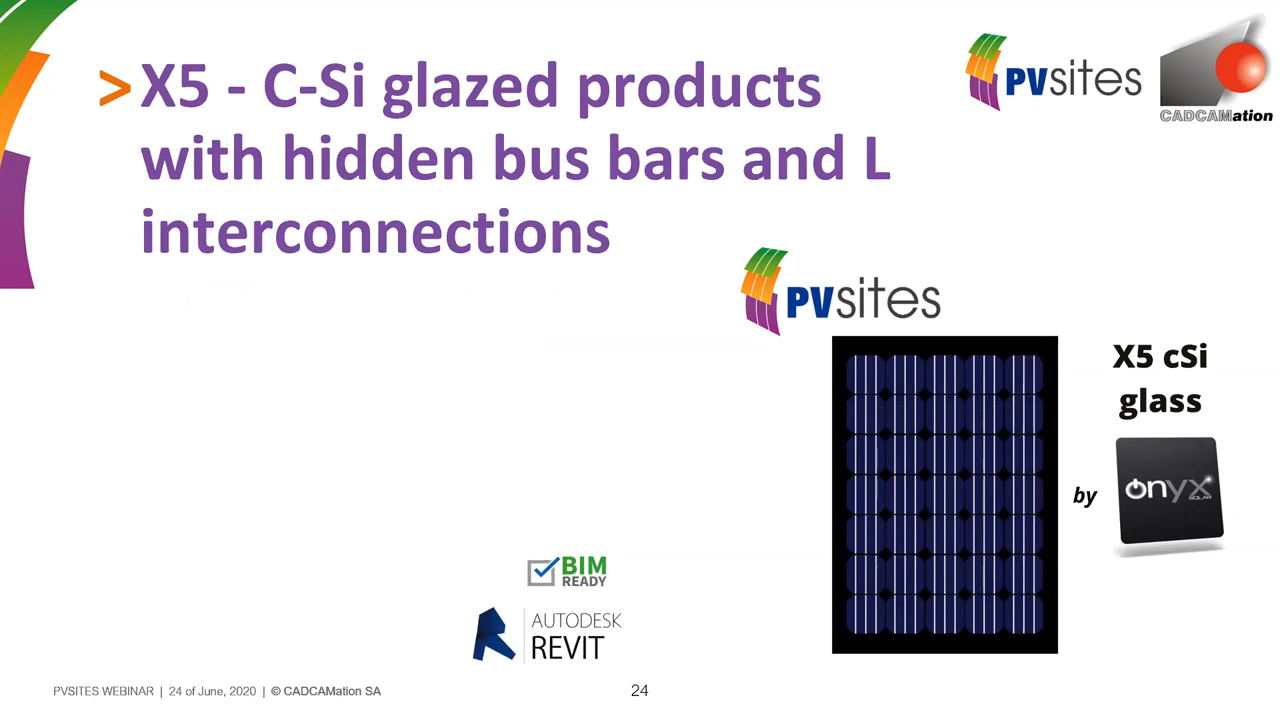 > X5 - C-Si glazed products
with hidden bus bars and L
interconnections
PVsites
CADCAMation
PVsites
X5 cSi
glass
by
onyx
SOLAR
BIM
READY
AUTODESK
REVIT
PVSITES WEBINAR | 24 of June, 2020 | © CADCAMation SA
24